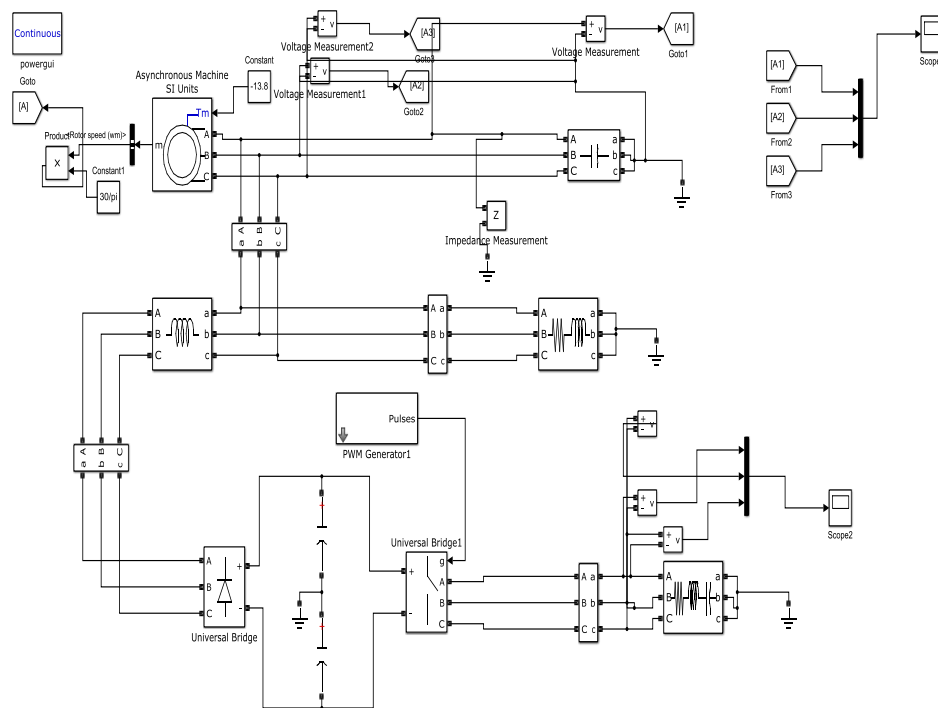 Continuous
powergui
Goto
[A]
Product
<Rotor speed (wm)>
X
Constant1
30/pi
Asynchronous Machine
SI Units
Tm
m
A
B
C
Constant
-13.8
+
-
v
Voltage Measurement2
+
-
v
Voltage Measurement1
[A3]
Goto3
[A2]
Goto2
+
-
v
Voltage Measurement
[A1]
Goto1
[A1]
From1
[A2]
From2
[A3]
From3
Scope
A a
B b
C c
Z
Impedance Measurement
A B C
a b c
A a
B b
C c
A a
B b
C c
A a
B b
C c
A B C
a b c
Pulses
PWM Generator1
A
B
C
+
-
Universal Bridge
+
+
Universal Bridge1
g
+
-
A
B
C
A a
B b
C c
+
-
v
+
-
v
+
-
v
A a
B b
C c
Scope2